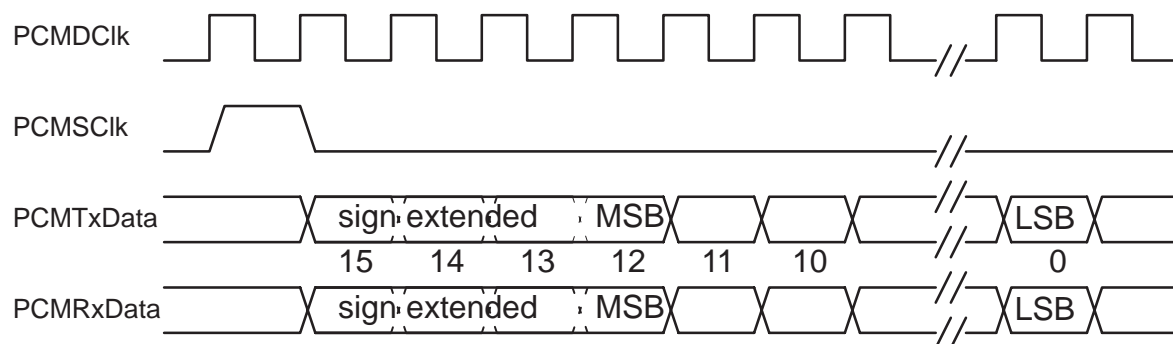 PCMDClk
PCMSClk
PCMTxData sign extended MSB LSB
15 14 13 12 11 10 0
PCMRxData sign extended MSB LSB